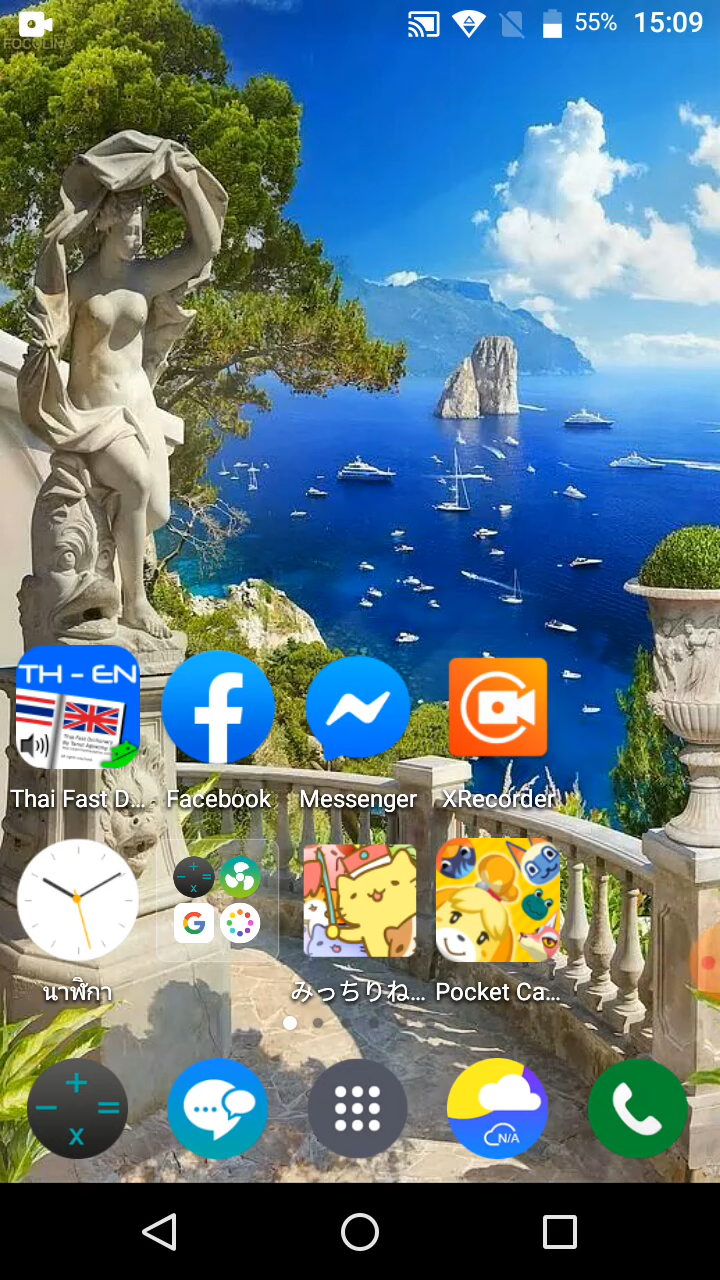 FOCOLINA
55% 15:09
TH - EN
Thai Fast D...
Facebook
Messenger
XRecorder
นาฬิกา
G
みっちりね...
Pocket Ca...
N/A